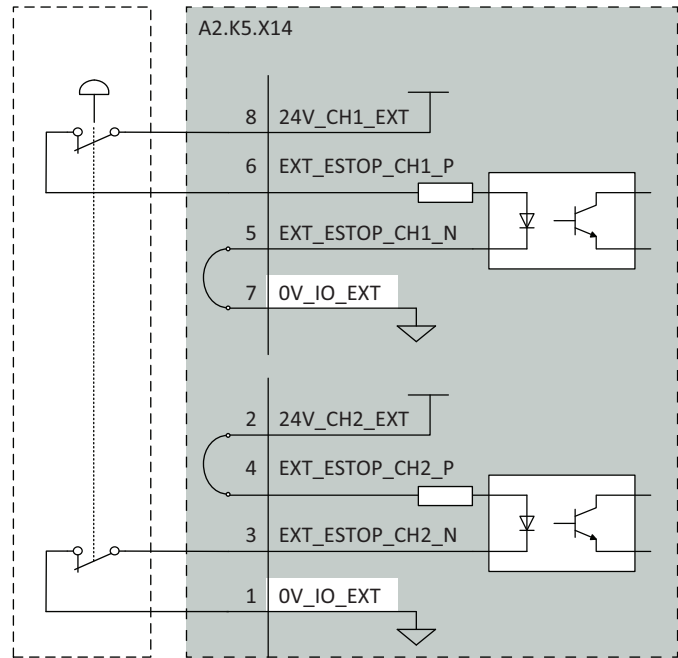 A2.K5.X14
8 24V_CH1_EXT
6 EXT_ESTOP_CH1_P
5 EXT_ESTOP_CH1_N
7 0V_IO_EXT
2 24V_CH2_EXT
4 EXT_ESTOP_CH2_P
3 EXT_ESTOP_CH2_N
1 0V_IO_EXT